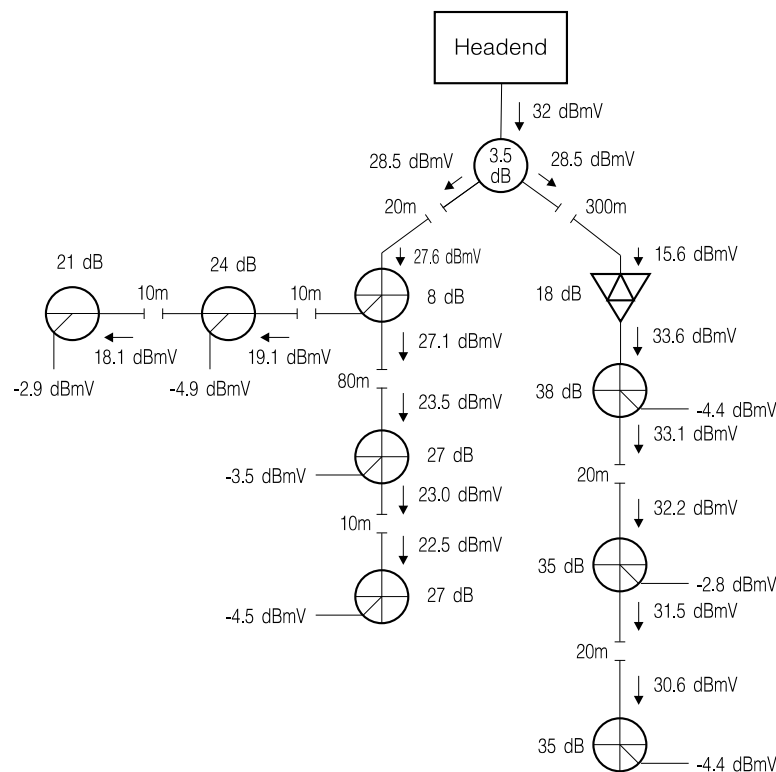 Headend
32 dBmV
3.5
dB
28.5 dBmV
28.5 dBmV
20m
300m
27.6 dBmV
15.6 dBmV
21 dB
24 dB
10m
10m
8 dB
18 dB
18.1 dBmV
19.1 dBmV
27.1 dBmV
33.6 dBmV
-2.9 dBmV
-4.9 dBmV
80m
38 dB
-4.4 dBmV
23.5 dBmV
33.1 dBmV
27 dB
-3.5 dBmV
20m
23.0 dBmV
32.2 dBmV
10m
22.5 dBmV
35 dB
-2.8 dBmV
27 dB
-4.5 dBmV
31.5 dBmV
20m
30.6 dBmV
35 dB
-4.4 dBmV